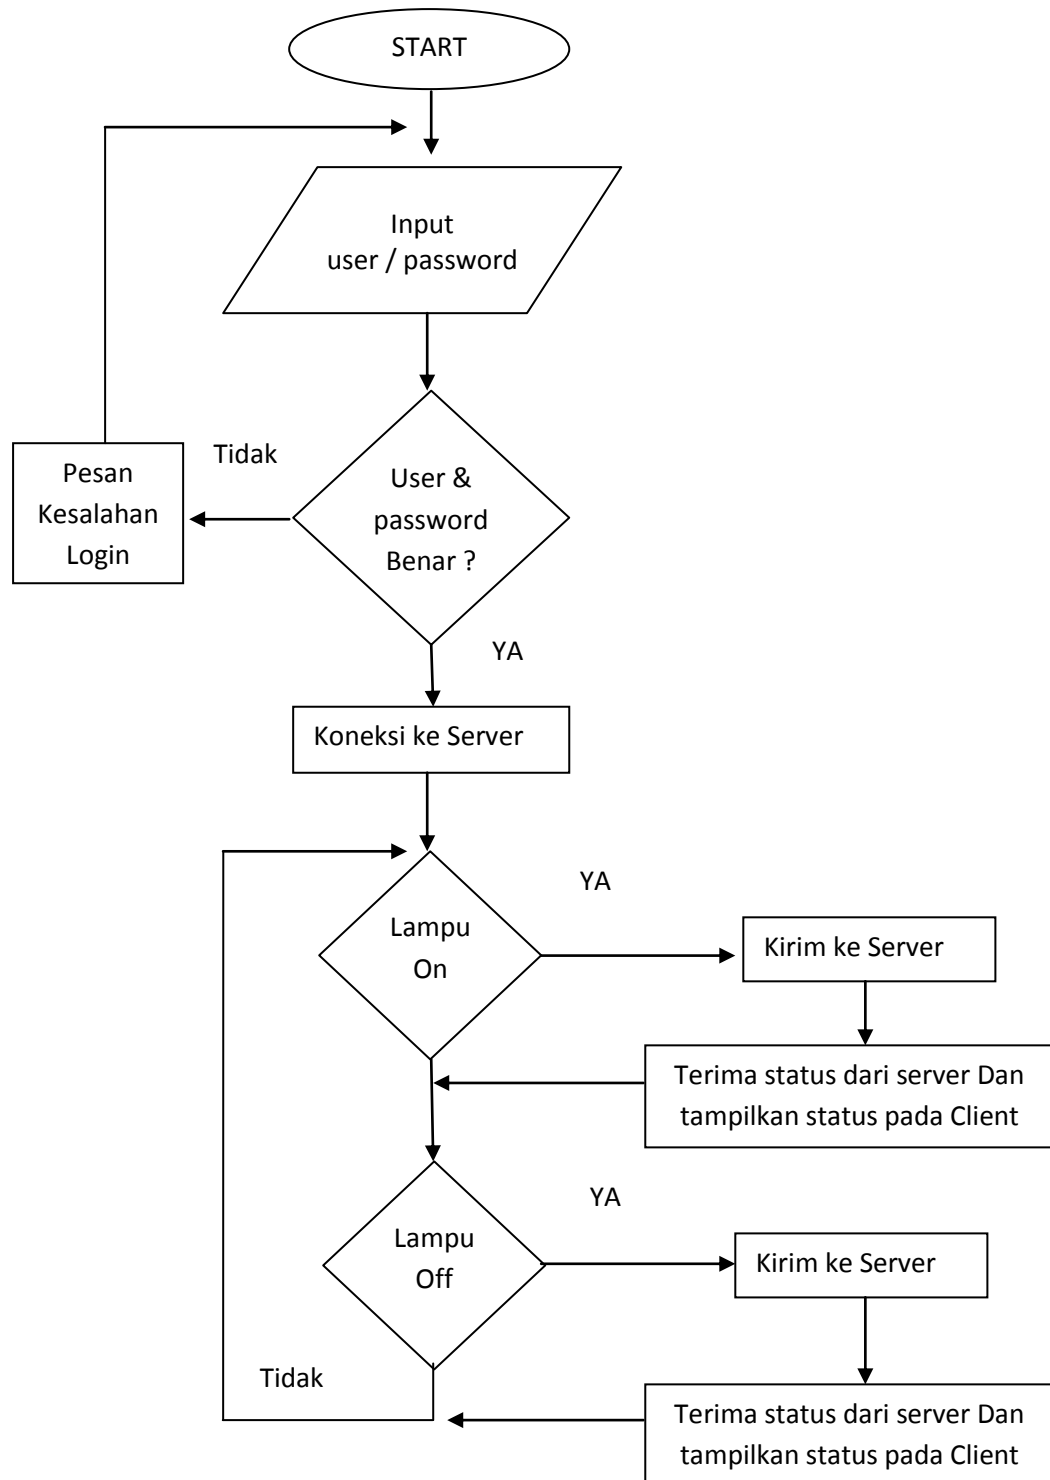 START
Input
user / password
Tidak
Pesan
Kesalahan
Login
User &
password
Benar ?
YA
Koneksi ke Server
YA
Lampu
On
Kirim ke Server
Terima status dari server Dan
tampilkan status pada Client
YA
Lampu
Off
Kirim ke Server
Tidak
Terima status dari server Dan
tampilkan status pada Client